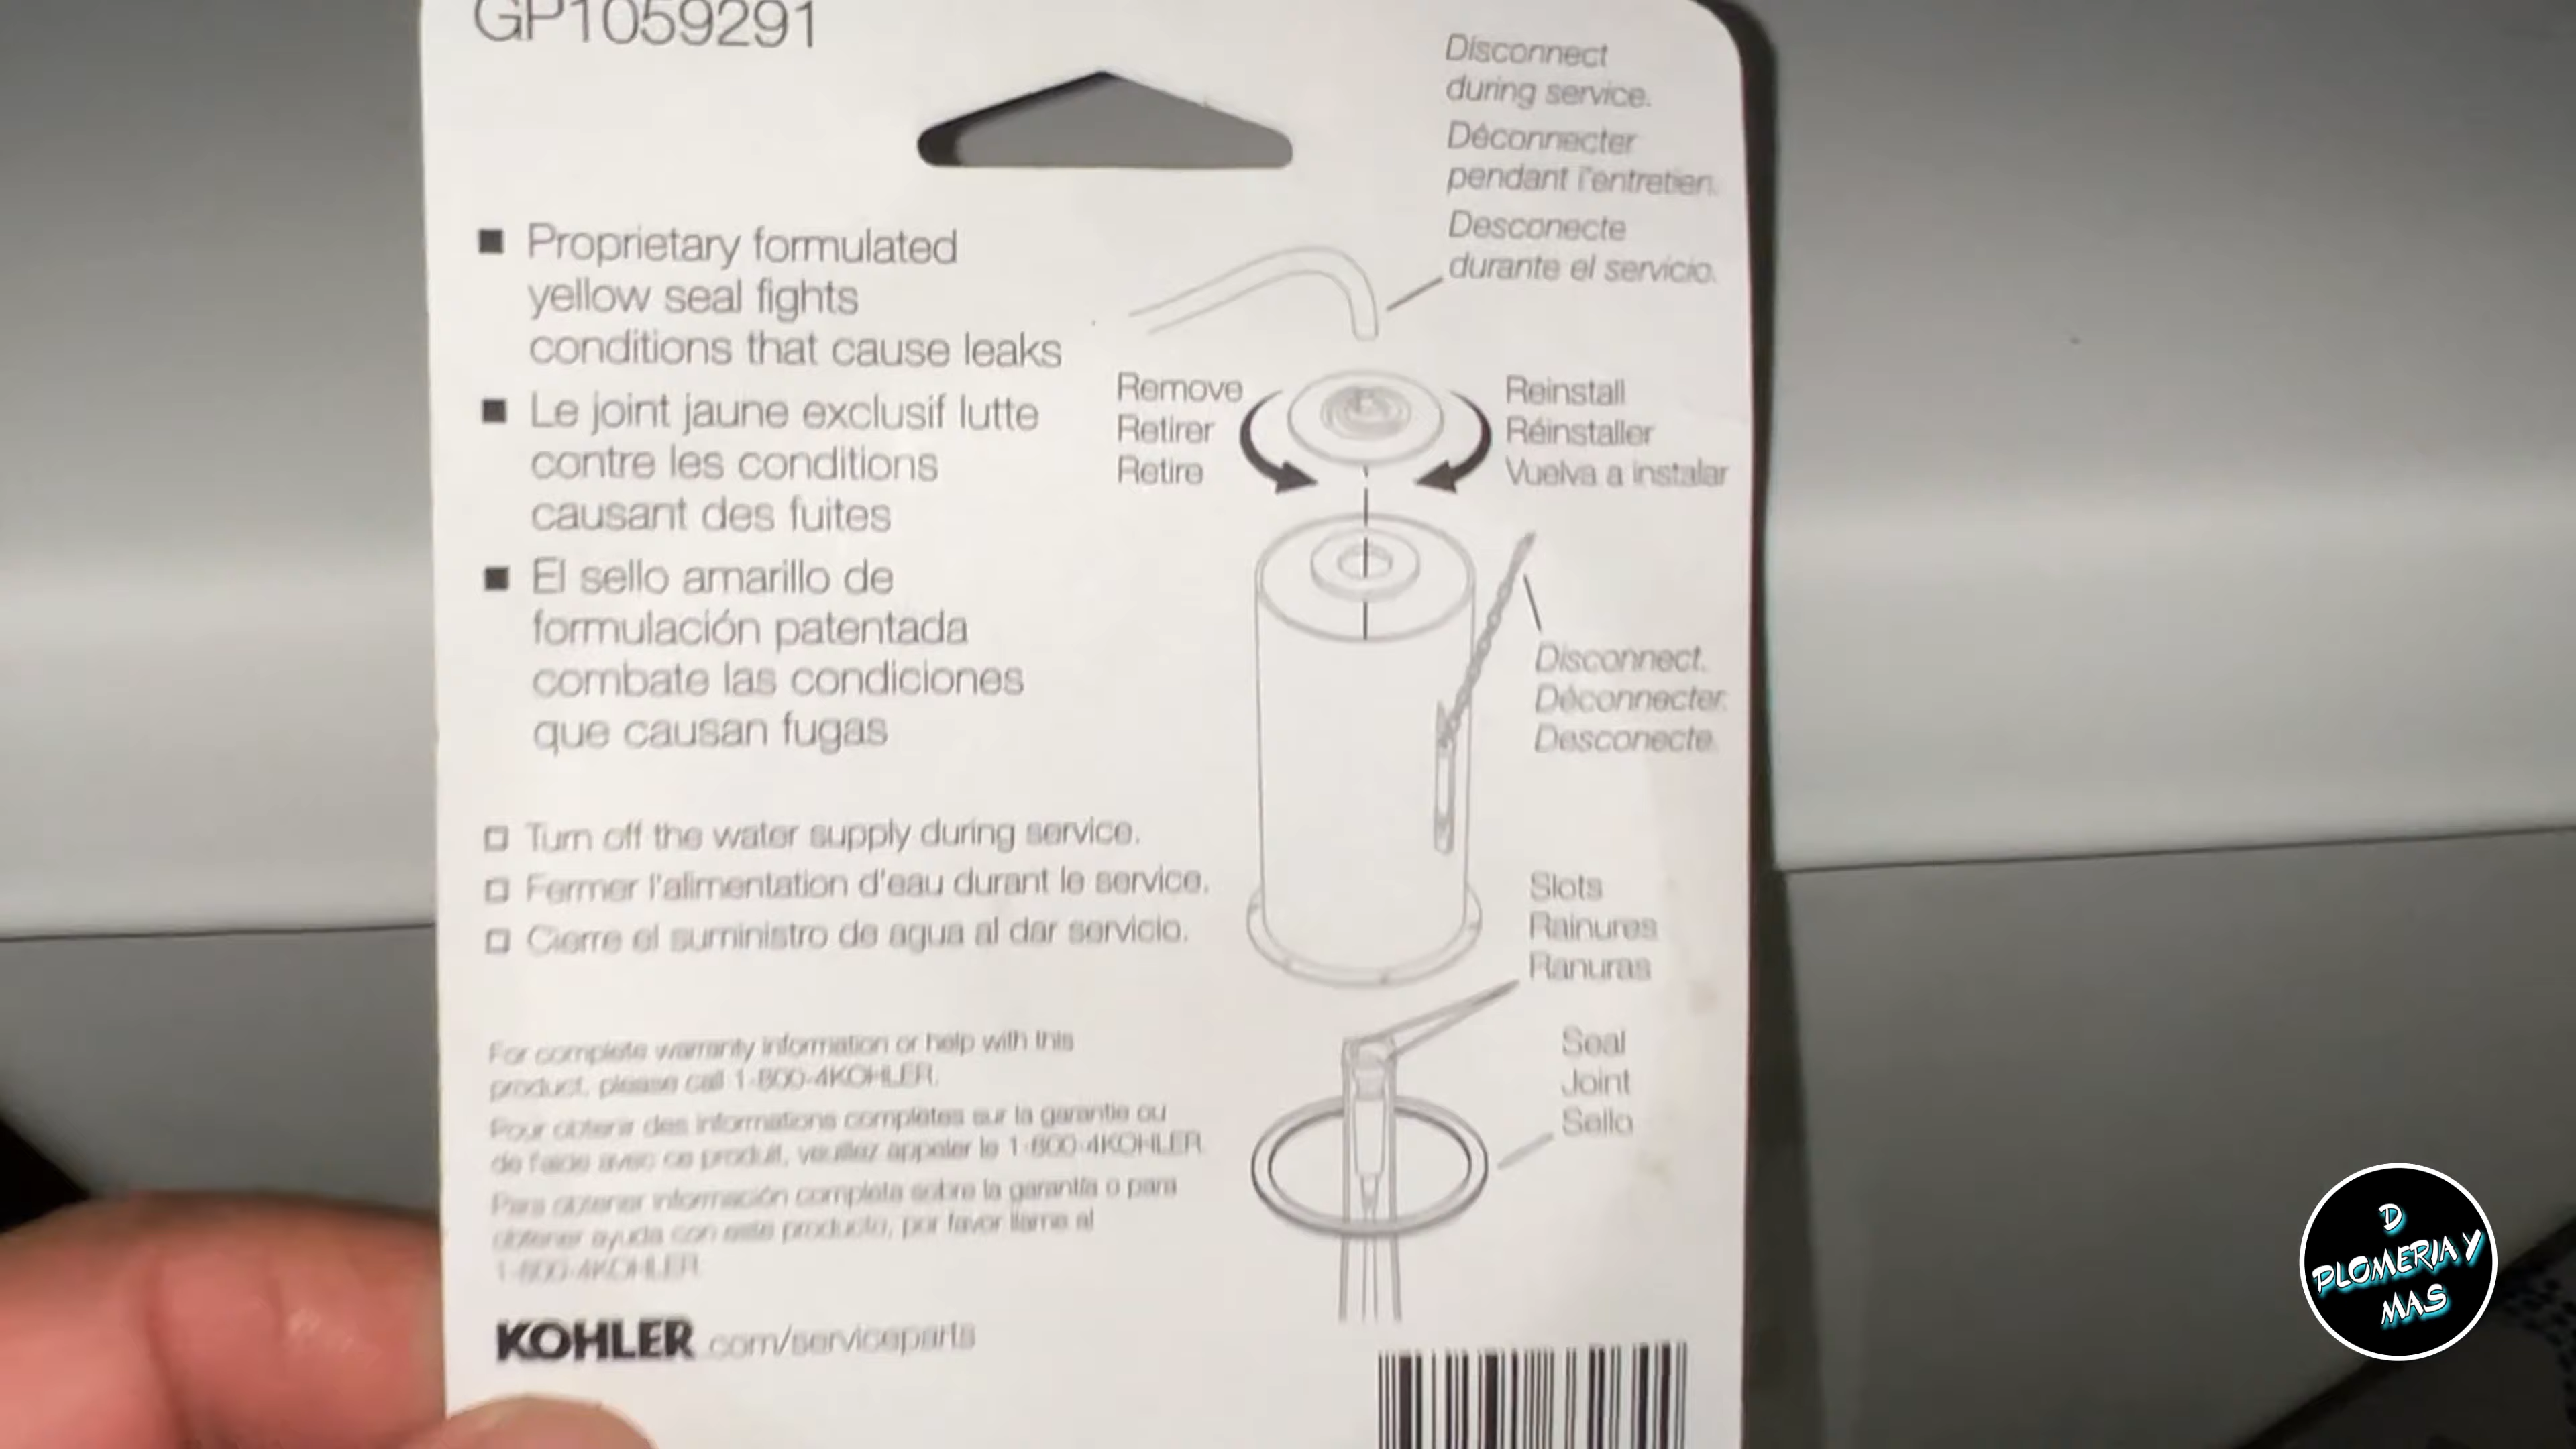 GP1059291
Disconnect
during service.
Déconnecter
pendant l'entretien.
Desconecte
durante el servicio.
■ Proprietary formulated
yellow seal fights
conditions that cause leaks
■ Le joint jaune exclusif lutte
contre les conditions
causant des fuites
■ El sello amarillo de
formulación patentada
combate las condiciones
que causan fugas
Remove
Retirer
Retire
Reinstall
Réinstaller
Vuelva a instalar
Disconnect.
Déconnecter.
Desconecte.
□ Turn off the water supply during service.
□ Fermer l'alimentation d'eau durant le service.
□ Cierre el suministro de agua al dar servicio.
Slots
Rainures
Ranuras
Seal
Joint
Sello
For complete warranty information or help with this
product, please call 1-800-4KOHLER.
Pour obtenir des informations complètes sur la garantie ou
de l'aide avec ce produit, veuillez appeler le 1-800-4KOHLER.
Para obtener información completa sobre la garantía o para
obtener ayuda con este producto, por favor llame al
1-800-4KOHLER.
KOHLER.com/serviceparts
D
PLOMERIA Y
MAS